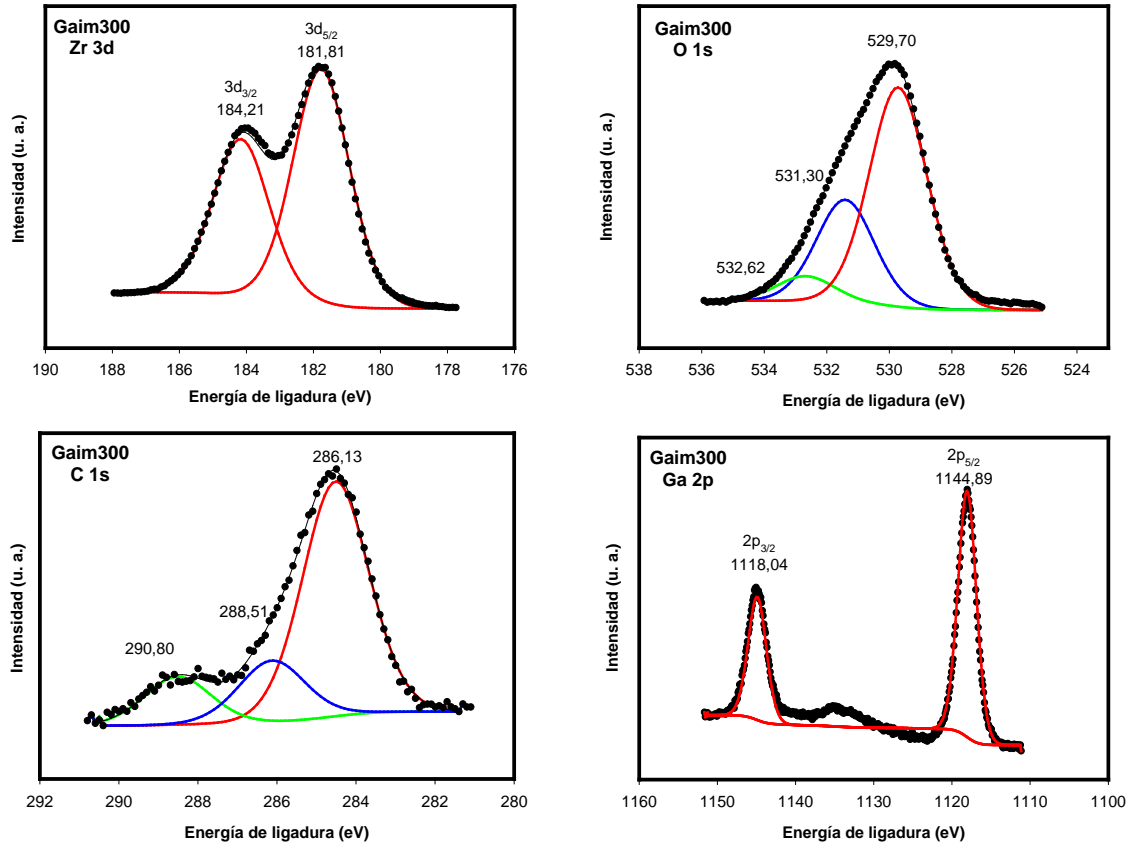 Gaim300
Zr 3d
3d5/2
181,81
3d3/2
184,21
Intensidad (u. a.)
190 188 186 184 182 180 178 176
Energía de ligadura (eV)
Gaim300
O 1s
529,70
531,30
532,62
Intensidad (u. a.)
538 536 534 532 530 528 526 524
Energía de ligadura (eV)
Gaim300
C 1s
286,13
288,51
290,80
Intensidad (u. a.)
292 290 288 286 284 282 280
Energía de ligadura (eV)
Gaim300
Ga 2p
2p5/2
1144,89
2p3/2
1118,04
Intensidad (u. a.)
1160 1150 1140 1130 1120 1110 1100
Energía de ligadura (eV)